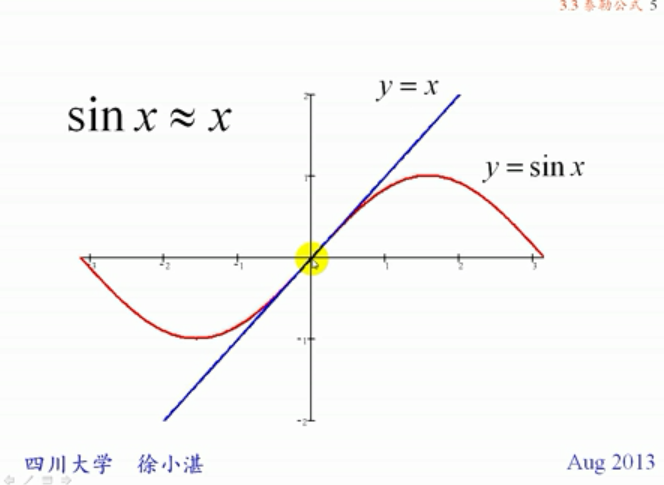 3.3 泰勒公式 5
sin x ≈ x
y = x
y = sin x
2
1
-3 -2 -1 0 1 2 3
-1
-2
四川大学 徐小湛
Aug 2013